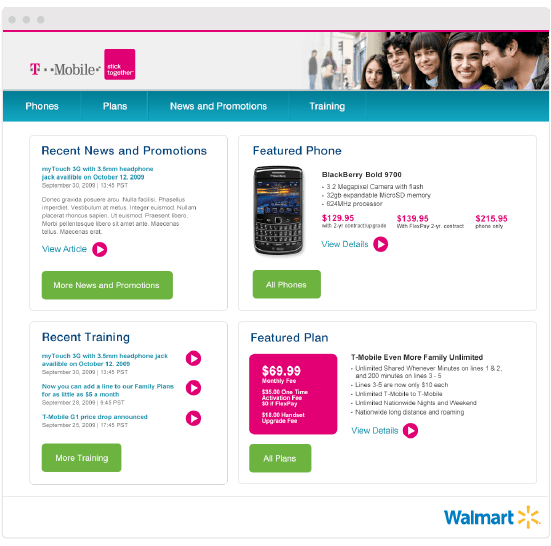 T··Mobile·
stick
together™
Phones
Plans
News and Promotions
Training
Recent News and Promotions
myTouch 3G with 3.5mm headphone
jack availible on October 12, 2009
September 30, 2009 | 13:45 PST
Donec gravida posuere arcu. Nulla facilisi. Phasellus
imperdiet. Vestibulum at metus. Integer euismod. Nullam
placerat rhoncus sapien. Ut euismod. Praesent libero.
Morbi pellentesque libero sit amet ante. Maecenas
tellus. Maecenas erat.
View Article
More News and Promotions
Featured Phone
BlackBerry Bold 9700
- 3.2 Megapixel Camera with flash
- 32gb expandable MicroSD memory
- 624MHz processor
$129.95
with 2-yr contract/upgrade
$139.95
With FlexPay 2-yr. contract
$215.95
phone only
View Details
All Phones
Recent Training
myTouch 3G with 3.5mm headphone jack
availible on October 12, 2009
September 30, 2009 | 13:45 PST
Now you can add a line to our Family Plans
for as little as $5 a month
September 28, 2009 | 9:45 PST
T-Mobile G1 price drop announced
September 25, 2009 | 17:45 PST
More Training
Featured Plan
$69.99
Monthly Fee
$35.00 One Time
Activation Fee
$0 if FlexPay
$18.00 Handset
Upgrade Fee
T-Mobile Even More Family Unlimited
- Unlimited Shared Whenever Minutes on lines 1 & 2,
and 200 minutes on lines 3 - 5
- Lines 3-5 are now only $10 each
- Unlimited T-Mobile to T-Mobile
- Unlimited Nationwide Nights and Weekend
- Nationwide long distance and roaming
View Details
All Plans
Walmart